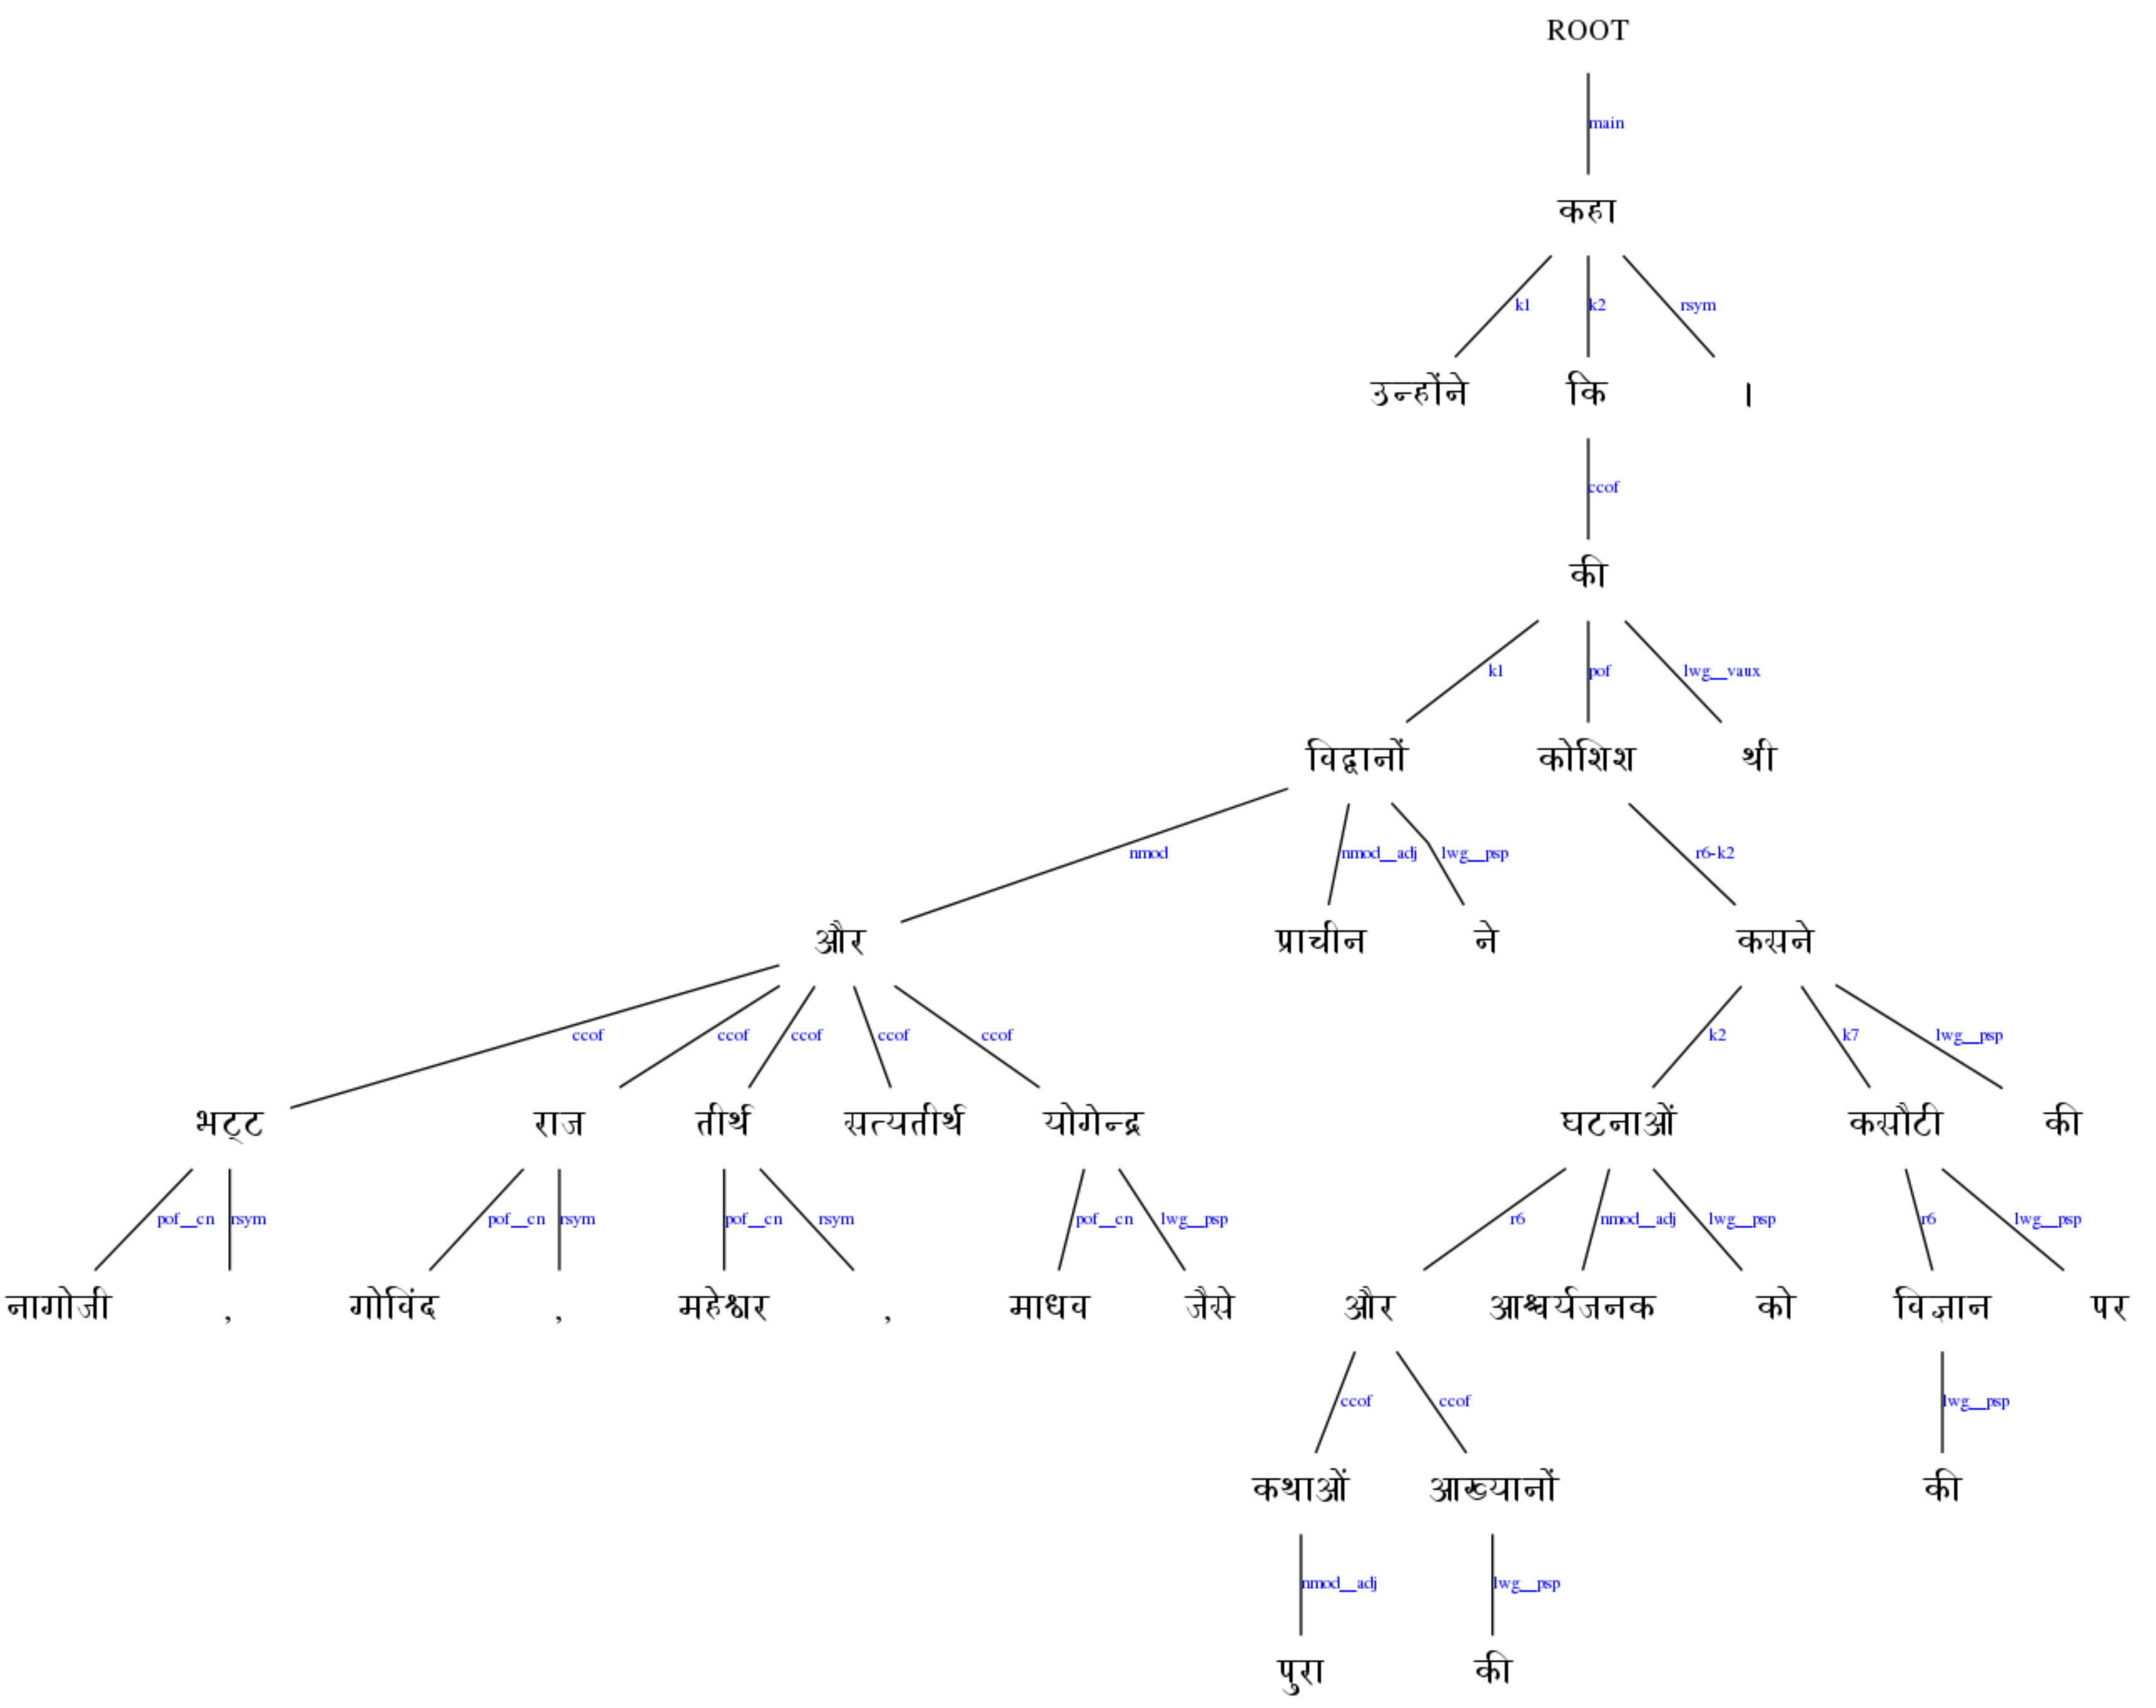 ROOT
main
कहा
k1 k2 rsym
उन्होंने कि ।
ccof
की
k1 pof lwg__vaux
विद्वानों कोशिश थी
nmod nmod__adj lwg__psp r6-k2
और प्राचीन ने कसने
ccof ccof ccof ccof ccof k2 k7 lwg__psp
भट्ट राज तीर्थ सत्यतीर्थ योगेन्द्र घटनाओं कसौटी की
pof__cn rsym pof__cn rsym pof__cn rsym pof__cn lwg__psp r6 nmod__adj lwg__psp r6 lwg__psp
नागोजी , गोविंद , महेश्वर , माधव जैसे और आश्चर्यजनक को विज्ञान पर
ccof ccof lwg__psp
कथाओं आख्यानों की
nmod__adj lwg__psp
पुरा की